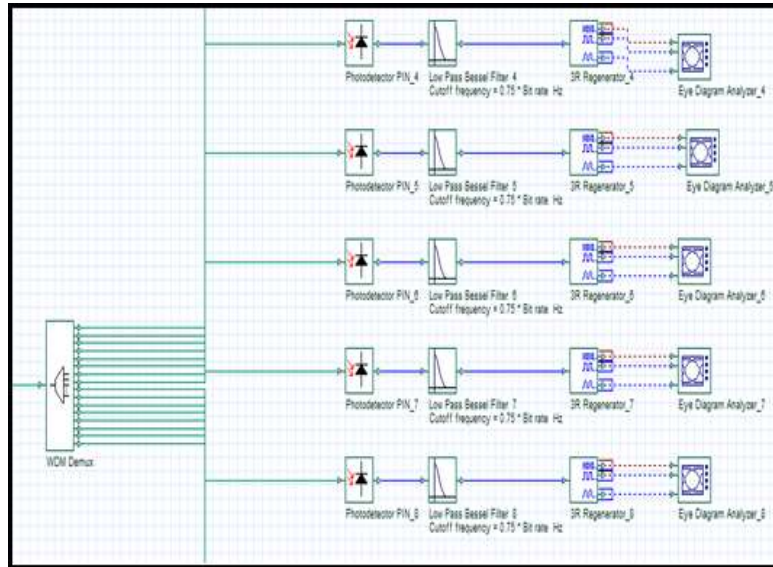 Photodetector PIN_4 Low Pass Bessel Filter 4 3R Regenerator_4 Eye Diagram Analyzer_4
Cutoff frequency = 0.75 * Bit rate Hz
Photodetector PIN_5 Low Pass Bessel Filter 5 3R Regenerator_5 Eye Diagram Analyzer_5
Cutoff frequency = 0.75 * Bit rate Hz
Photodetector PIN_6 Low Pass Bessel Filter 6 3R Regenerator_6 Eye Diagram Analyzer_6
Cutoff frequency = 0.75 * Bit rate Hz
Photodetector PIN_7 Low Pass Bessel Filter 7 3R Regenerator_7 Eye Diagram Analyzer_7
Cutoff frequency = 0.75 * Bit rate Hz
WDM Demux
Photodetector PIN_8 Low Pass Bessel Filter 8 3R Regenerator_8 Eye Diagram Analyzer_8
Cutoff frequency = 0.75 * Bit rate Hz